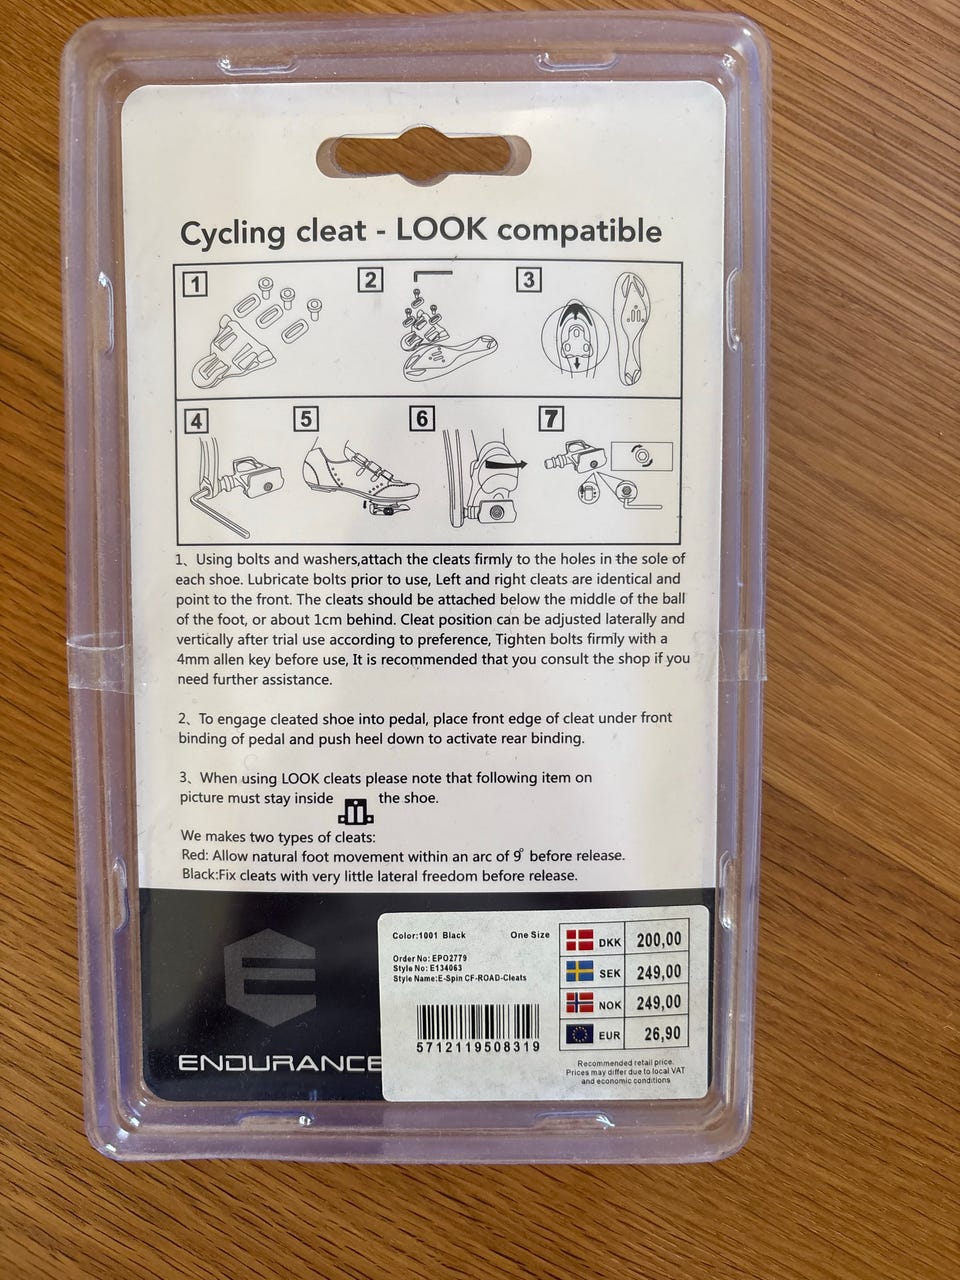 Cycling cleat - LOOK compatible
1 2 3
4 5 6 7
1、Using bolts and washers,attach the cleats firmly to the holes in the sole of
each shoe. Lubricate bolts prior to use, Left and right cleats are identical and
point to the front. The cleats should be attached below the middle of the ball
of the foot, or about 1cm behind. Cleat position can be adjusted laterally and
vertically after trial use according to preference, Tighten bolts firmly with a
4mm allen key before use, It is recommended that you consult the shop if you
need further assistance.
2、To engage cleated shoe into pedal, place front edge of cleat under front
binding of pedal and push heel down to activate rear binding.
3、When using LOOK cleats please note that following item on
picture must stay inside the shoe.
We makes two types of cleats:
Red: Allow natural foot movement within an arc of 9° before release.
Black:Fix cleats with very little lateral freedom before release.
ENDURANCE
Color:1001 Black One Size
Order No: EPO2779
Style No: E134063
Style Name:E-Spin CF-ROAD-Cleats
5712119508319
DKK 200,00
SEK 249,00
NOK 249,00
EUR 26,90
Recommended retail price.
Prices may differ due to local VAT
and economic conditions